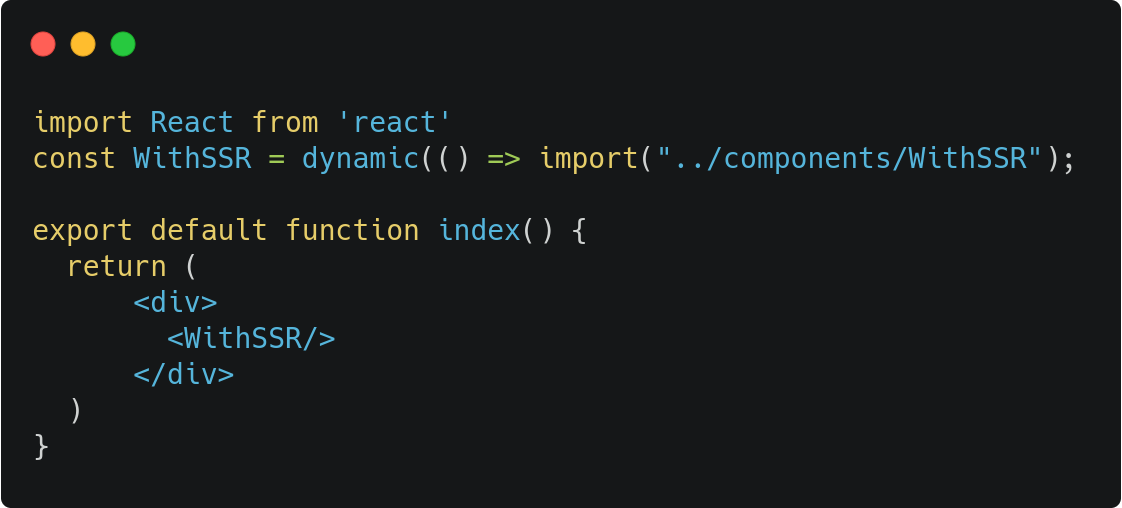 import React from 'react'
const WithSSR = dynamic(() => import("../components/WithSSR");

export default function index() {
  return (
      <div>
        <WithSSR/>
      </div>
  )
}